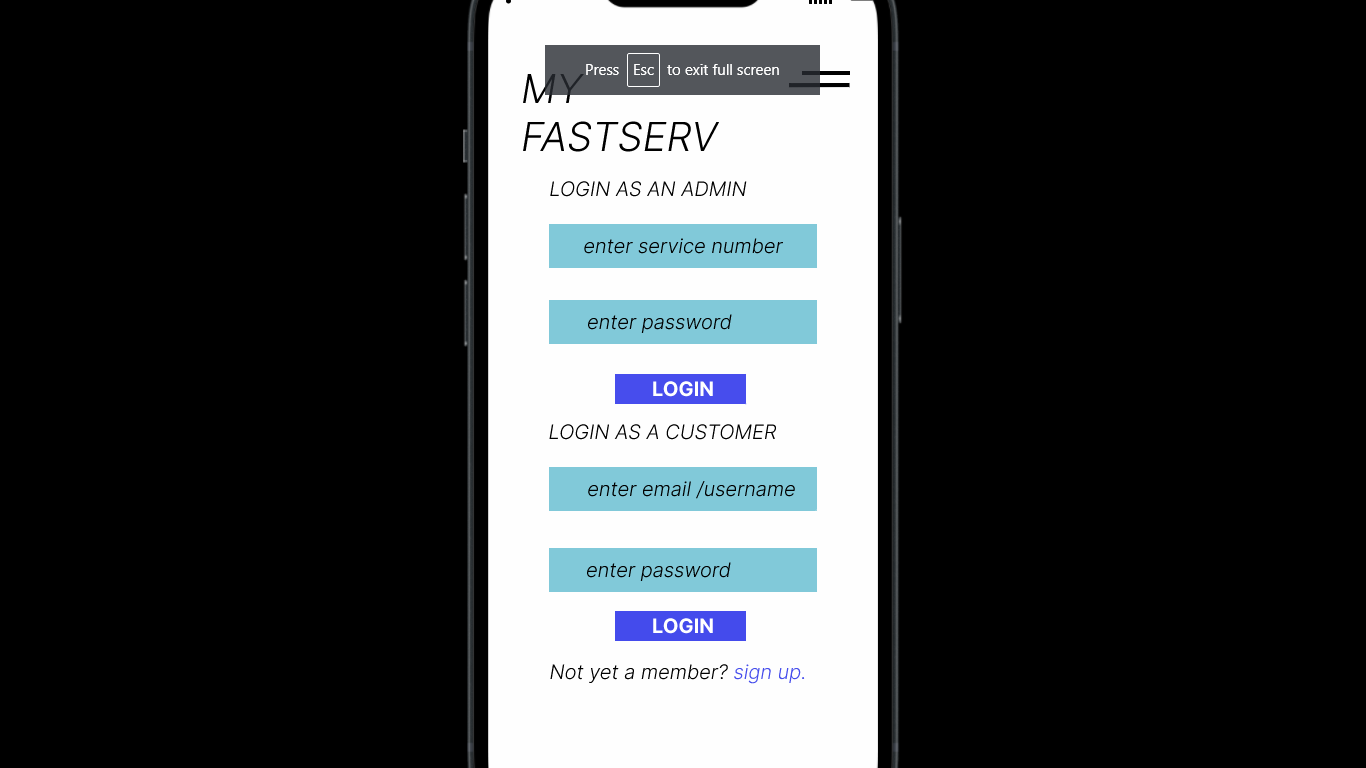 Press Esc to exit full screen
MY
FASTSERV
LOGIN AS AN ADMIN
enter service number
enter password
LOGIN
LOGIN AS A CUSTOMER
enter email /username
enter password
LOGIN
Not yet a member? sign up.